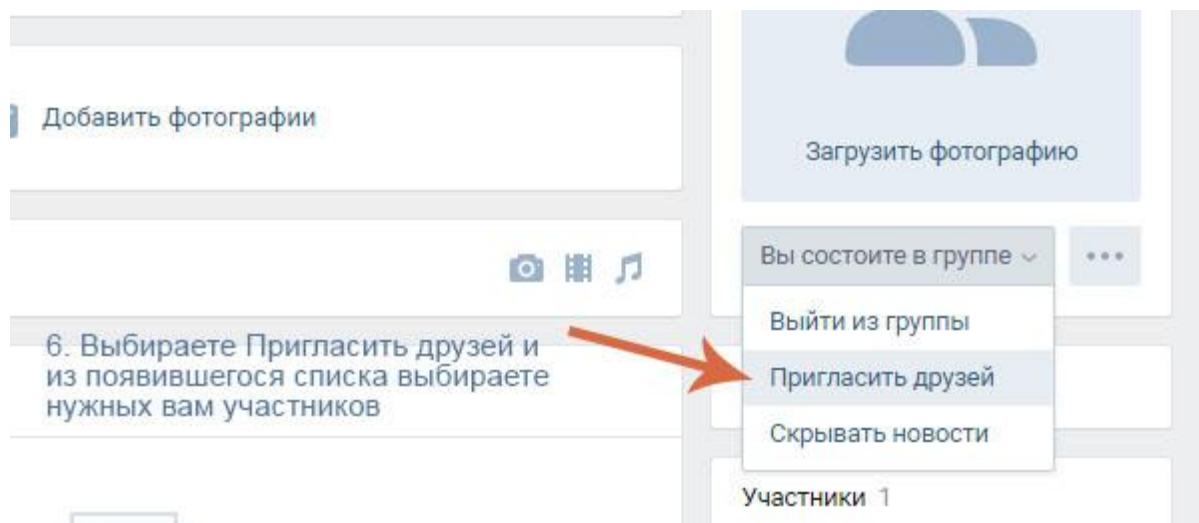 Добавить фотографии
Загрузить фотографию
Вы состоите в группе
Выйти из группы
6. Выбираете Пригласить друзей и
из появившегося списка выбираете
нужных вам участников
Пригласить друзей
Скрывать новости
Участники 1